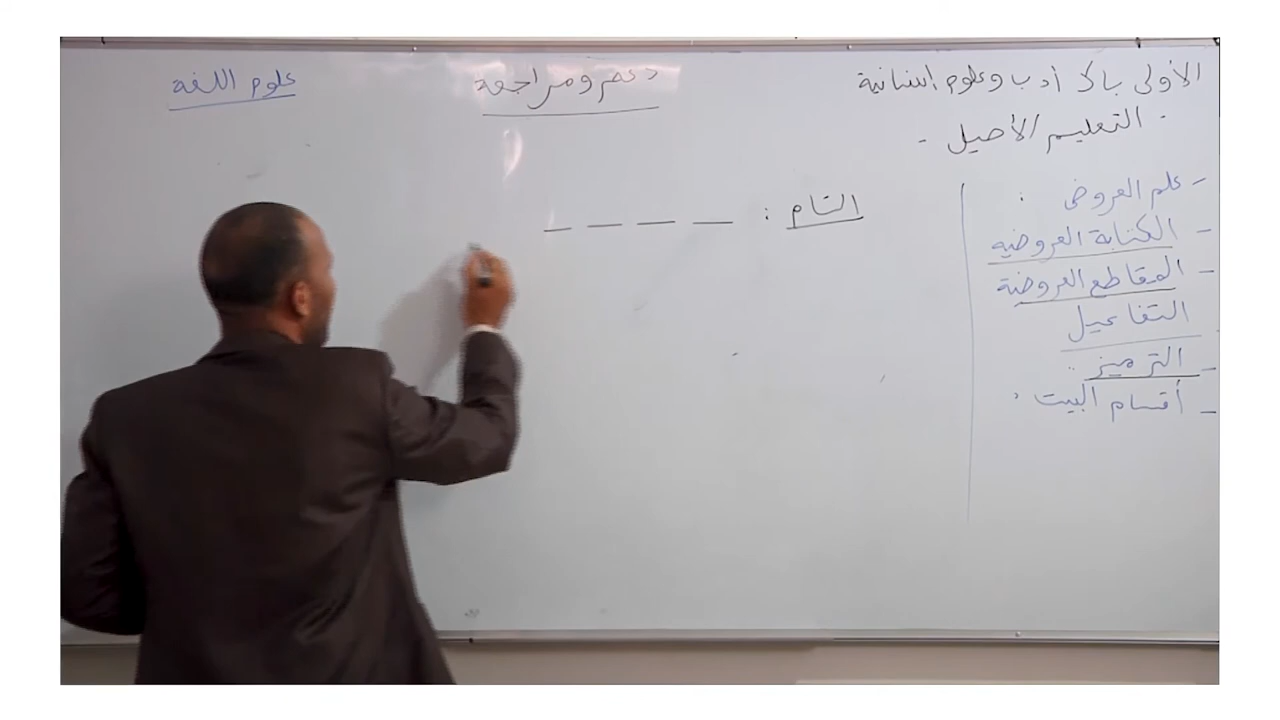 الأولى باك أدب وعلوم إنسانية
- التعليم الأصيل -
دعم ومراجعة
علوم اللغة
- علم العروض :
- الكتابة العروضية
- المقاطع العروضية
- التفاعيل
- الترميز
- أقسام البيت .
التام : _ _ _ _